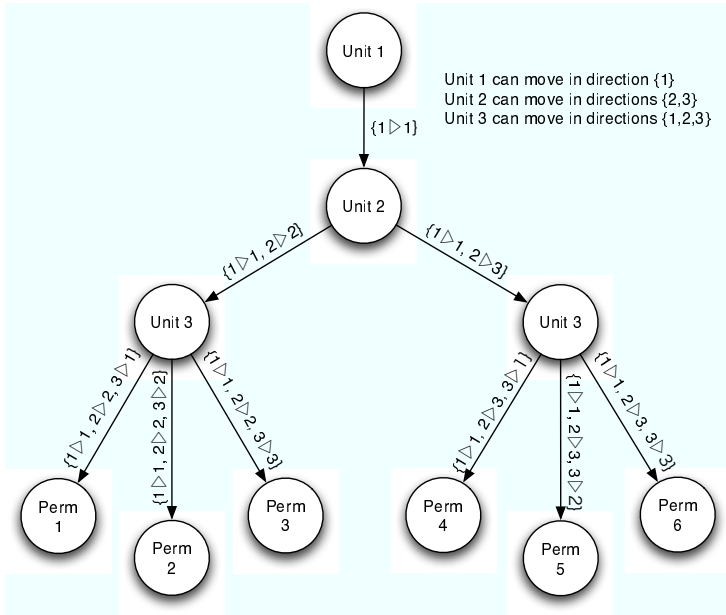 Unit 1
Unit 1 can move in direction {1}
Unit 2 can move in directions {2,3}
Unit 3 can move in directions {1,2,3}
{1▷1}
Unit 2
{1▷1, 2▷2}
{1▷1, 2▷3}
Unit 3
Unit 3
{1▷1, 2▷2, 3▷1}
{1▷1, 2▷2, 3▷2}
{1▷1, 2▷2, 3▷3}
{1▷1, 2▷3, 3▷1}
{1▷1, 2▷3, 3▷2}
{1▷1, 2▷3, 3▷3}
Perm
1
Perm
2
Perm
3
Perm
4
Perm
5
Perm
6